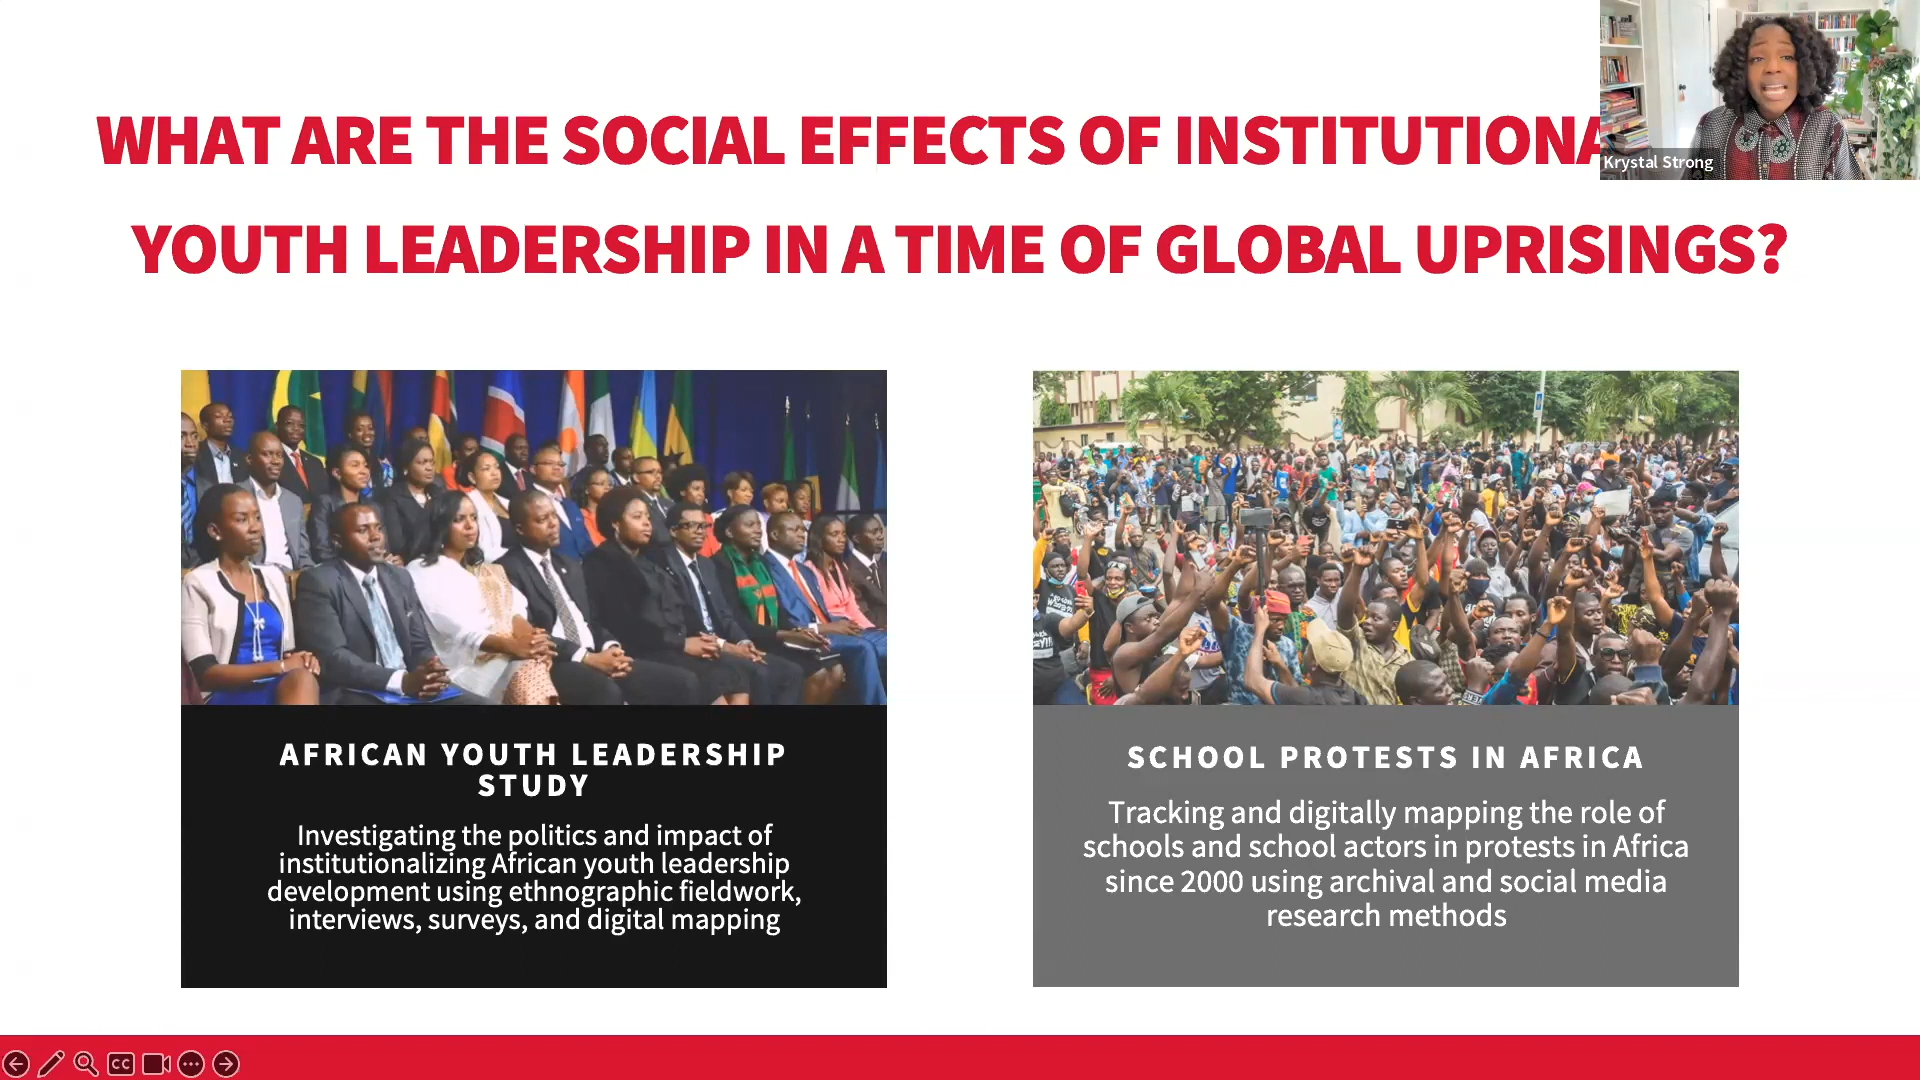 WHAT ARE THE SOCIAL EFFECTS OF INSTITUTIONA
Krystal Strong
YOUTH LEADERSHIP IN A TIME OF GLOBAL UPRISINGS?
AFRICAN YOUTH LEADERSHIP
STUDY
Investigating the politics and impact of
institutionalizing African youth leadership
development using ethnographic fieldwork,
interviews, surveys, and digital mapping
SCHOOL PROTESTS IN AFRICA
Tracking and digitally mapping the role of
schools and school actors in protests in Africa
since 2000 using archival and social media
research methods
CC